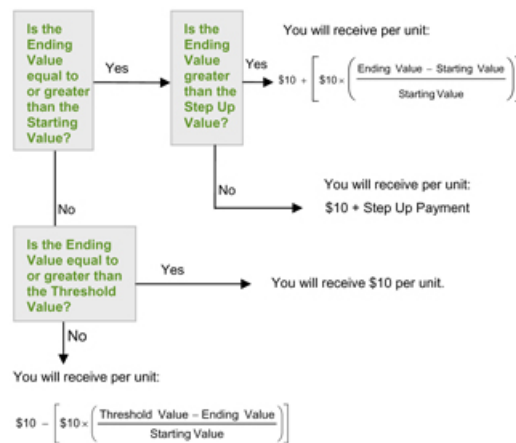 Is the
Ending
Value
equal to
or greater
than the
Starting
Value?
Yes
Is the
Ending
Value
greater
than the
Step Up
Value?
Yes
You will receive per unit:
$10 + [ $10 × ( Ending Value − Starting Value
Starting Value ) ]
No
You will receive per unit:
$10 + Step Up Payment
No
Is the Ending
Value equal to
or greater than
the Threshold
Value?
Yes
You will receive $10 per unit.
No
You will receive per unit:
$10 − [ $10 × ( Threshold Value − Ending Value
Starting Value ) ]